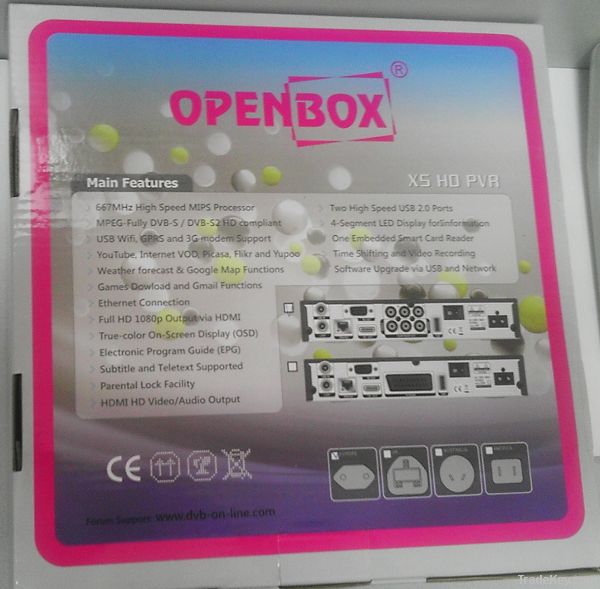 OPENBOX®
Main Features
X5 HD PVR
667MHz High Speed MIPS Processor
MPEG-Fully DVB-S / DVB-S2 HD compliant
USB Wifi, GPRS and 3G modem Support
YouTube, Internet VOD, Picasa, Flikr and Yupoo
Weather forecast & Google Map Functions
Games Dowload and Gmail Functions
Ethernet Connection
Full HD 1080p Output via HDMI
True-color On-Screen Display (OSD)
Electronic Program Guide (EPG)
Subtitle and Teletext Supported
Parental Lock Facility
HDMI HD Video/Audio Output
Two High Speed USB 2.0 Ports
4-Segment LED Display for information
One Embedded Smart Card Reader
Time Shifting and Video Recording
Software Upgrade via USB and Network
CE
EUROPE
UK
AUSTRALIA
AMERICA
Forum Support: www.dvb-on-line.com